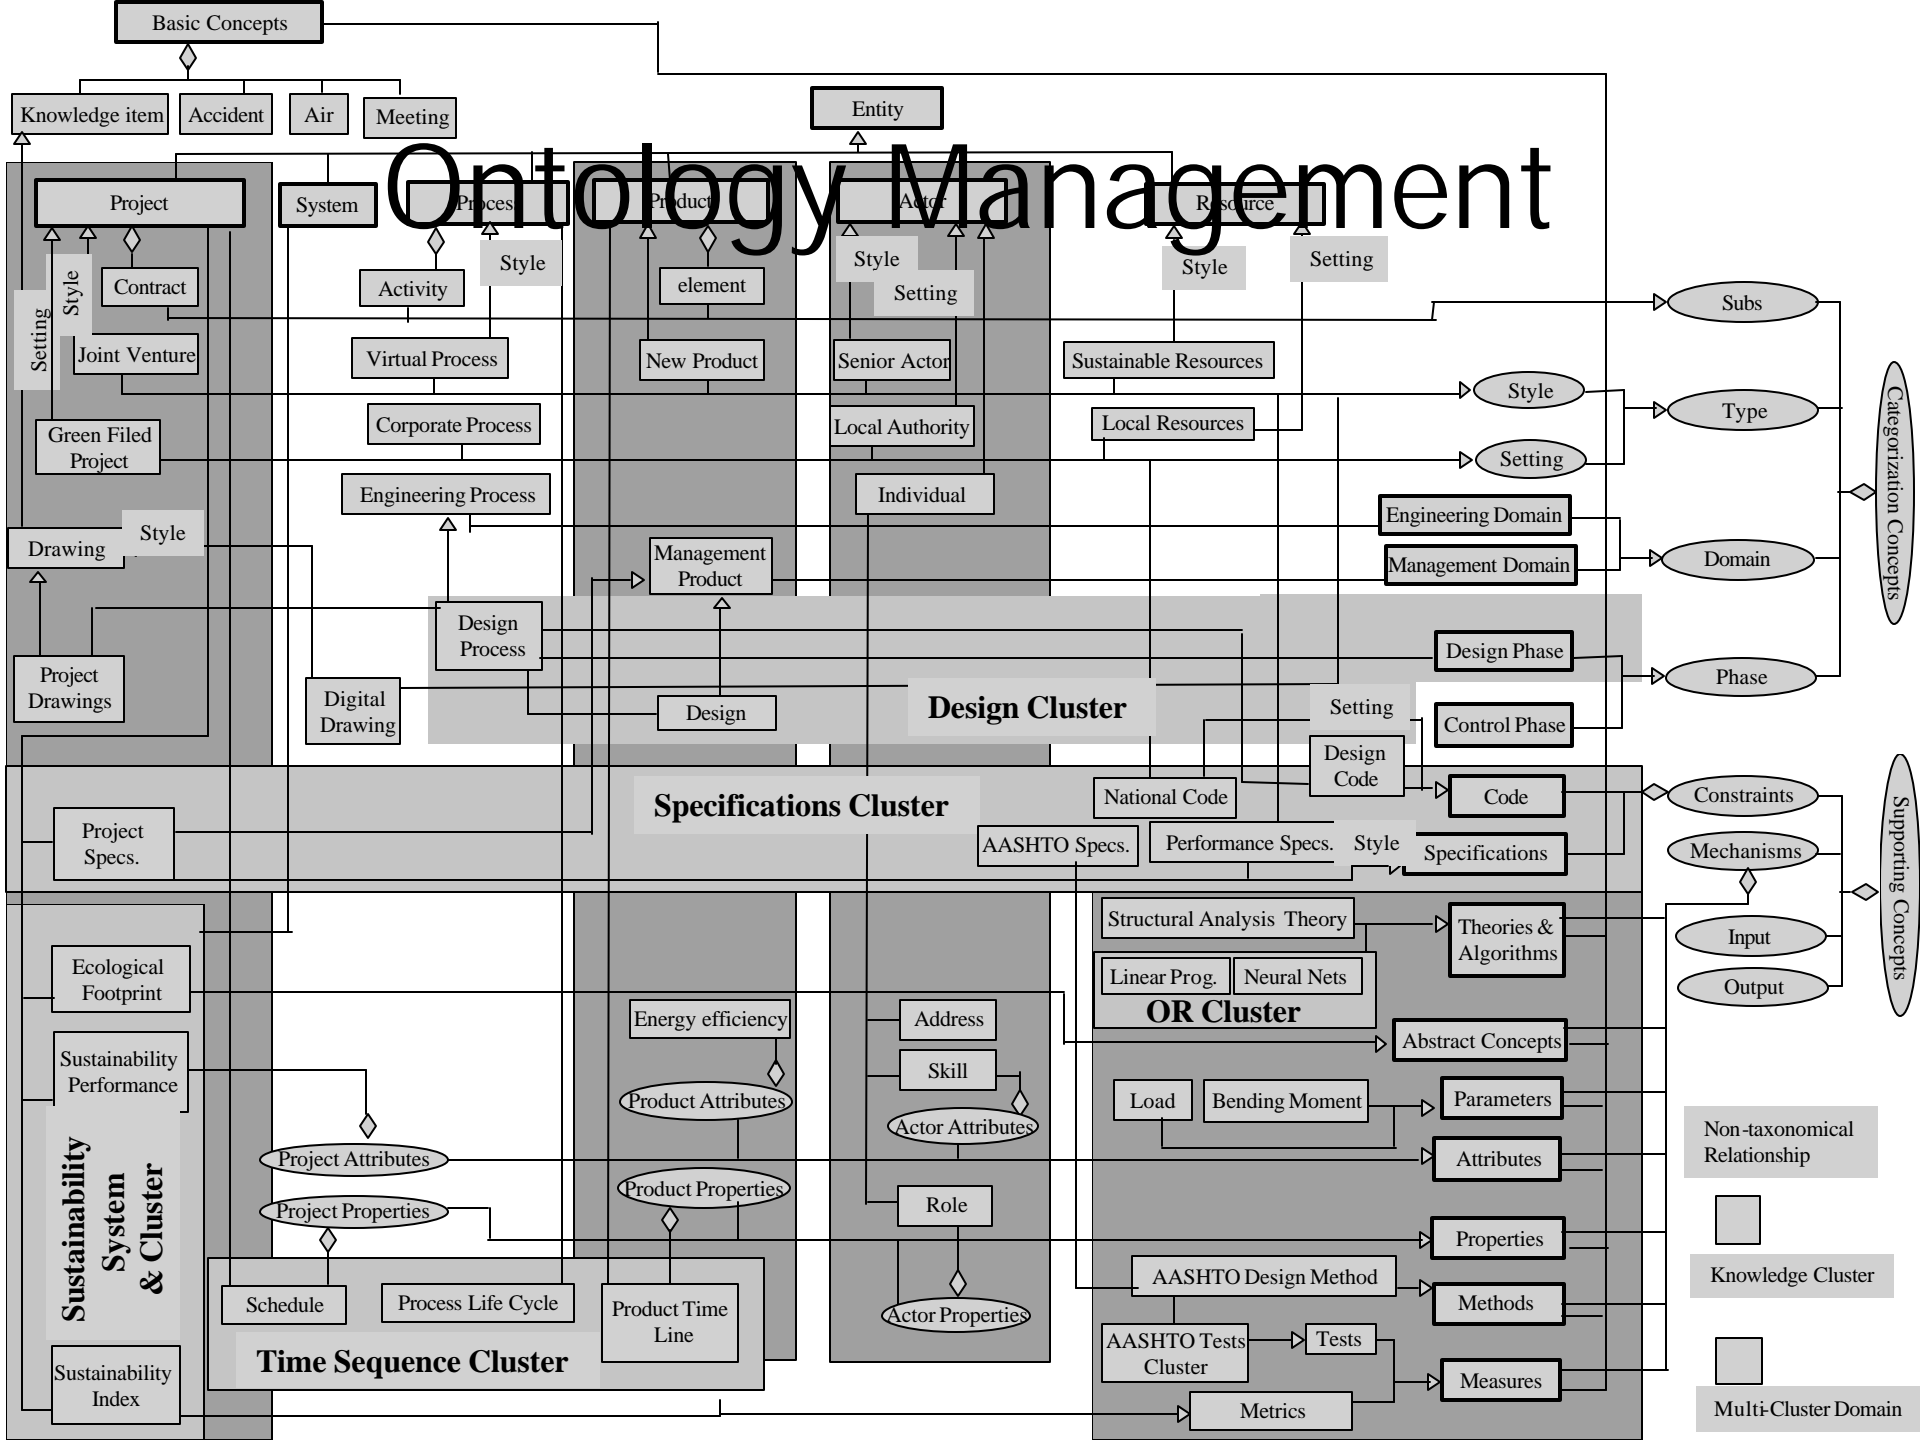 Basic Concepts
Knowledge item
Accident
Air
Meeting
Entity
Ontology Management
Project
System
Process
Product
Actor
Resource
Style
Setting
Contract
Activity
Style
element
Style
Setting
Style
Setting
Subs
Joint Venture
Virtual Process
New Product
Senior Actor
Sustainable Resources
Style
Type
Green Filed
Project
Corporate Process
Local Authority
Local Resources
Setting
Categorization Concepts
Engineering Process
Individual
Engineering Domain
Drawing
Style
Management
Product
Management Domain
Domain
Design
Process
Design Phase
Phase
Project
Drawings
Digital
Drawing
Design
Design Cluster
Setting
Control Phase
Design
Code
Specifications Cluster
National Code
Code
Constraints
Project
Specs.
AASHTO Specs.
Performance Specs.
Style
Specifications
Mechanisms
Supporting Concepts
Structural Analysis Theory
Theories &
Algorithms
Input
Ecological
Footprint
Linear Prog.
Neural Nets
Output
OR Cluster
Energy efficiency
Address
Abstract Concepts
Sustainability
Performance
Skill
Product Attributes
Load
Bending Moment
Parameters
Actor Attributes
Non-taxonomical
Relationship
Project Attributes
Attributes
Sustainability
System
& Cluster
Product Properties
Role
Project Properties
Properties
Schedule
Process Life Cycle
Product Time
Line
Actor Properties
AASHTO Design Method
Methods
Knowledge Cluster
AASHTO Tests
Cluster
Tests
Time Sequence Cluster
Sustainability
Index
Measures
Metrics
Multi-Cluster Domain